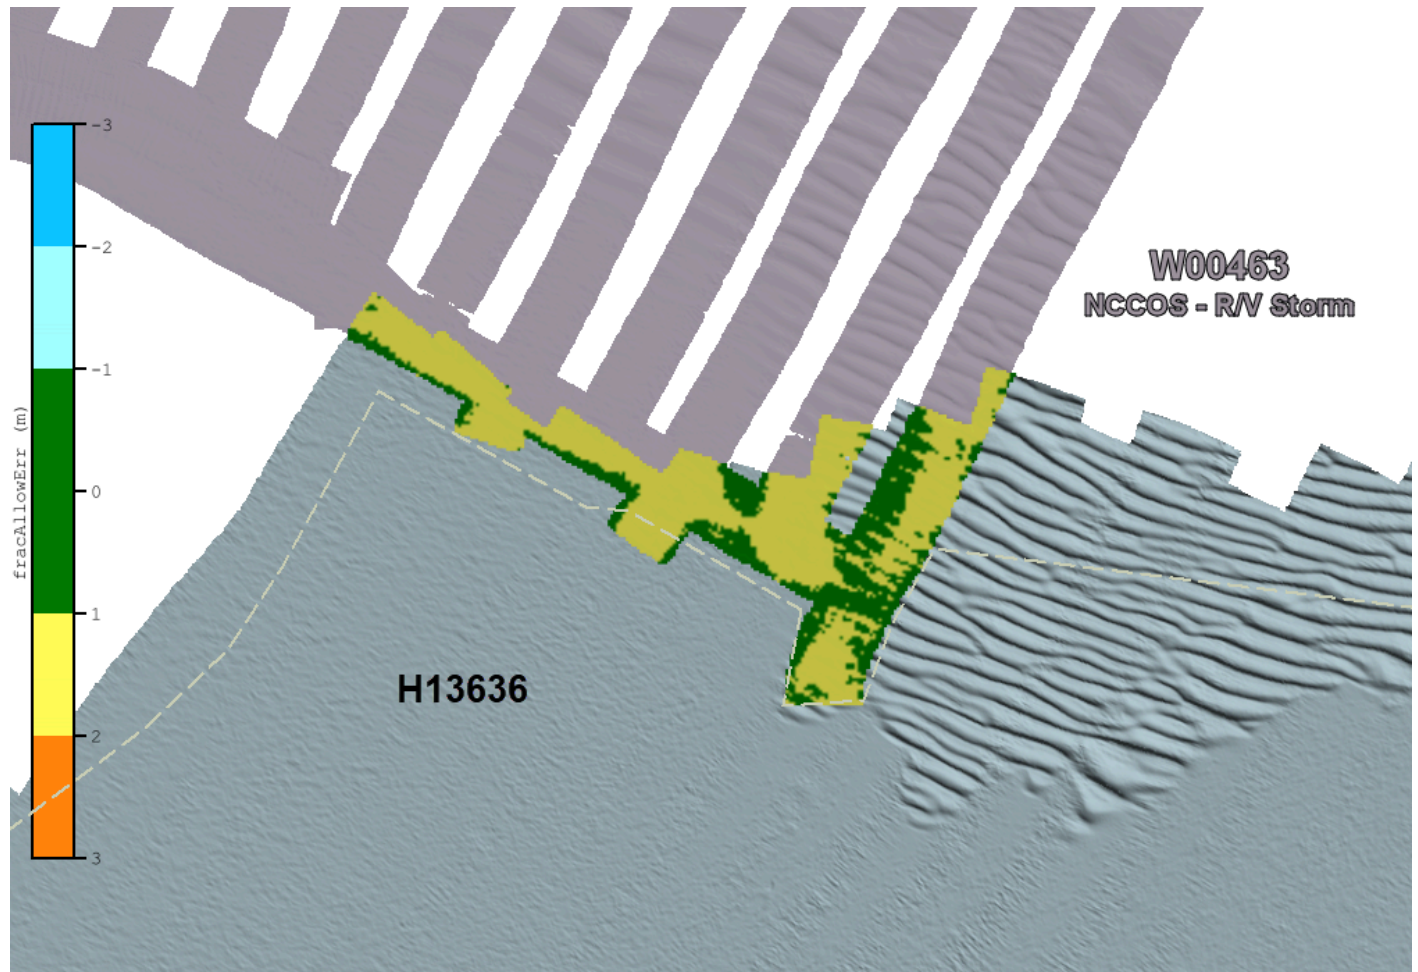 -3
-2
-1
0
1
2
3
fracAllowErr (m)
W00463
NCCOS - R/V Storm
H13636